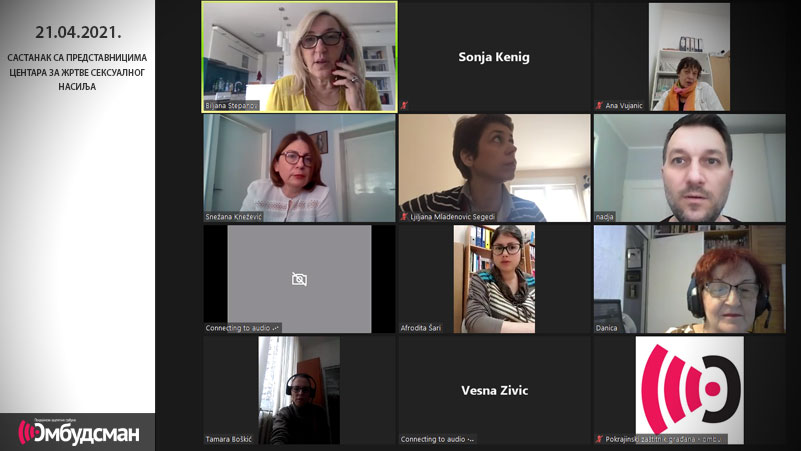 21.04.2021.
САСТАНАК СА ПРЕДСТАВНИЦИМА
ЦЕНТАРА ЗА ЖРТВЕ СЕКСУАЛНОГ
НАСИЉА
Омбудсман
Biljana Stepanov
Sonja Kenig
Ana Vujanic
Snežana Knežević
Ljiljana Mladenovic Segedi
nadja
Connecting to audio
Afrodita Šari
Danica
Tamara Boškić
Vesna Zivic
Connecting to audio
Pokrajinski zaštitnik građana - ombu